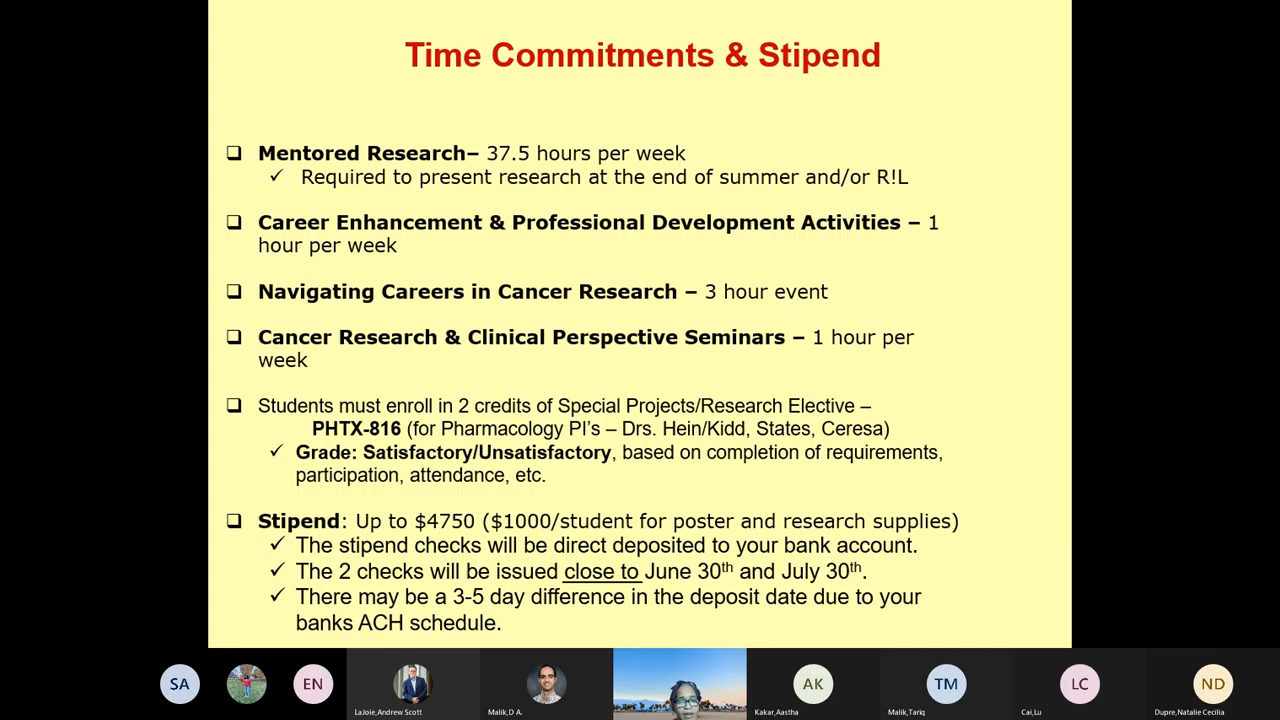 Time Commitments & Stipend
❑ Mentored Research– 37.5 hours per week
✓ Required to present research at the end of summer and/or R!L
❑ Career Enhancement & Professional Development Activities – 1
hour per week
❑ Navigating Careers in Cancer Research – 3 hour event
❑ Cancer Research & Clinical Perspective Seminars – 1 hour per
week
❑ Students must enroll in 2 credits of Special Projects/Research Elective –
PHTX-816 (for Pharmacology PI's – Drs. Hein/Kidd, States, Ceresa)
✓ Grade: Satisfactory/Unsatisfactory, based on completion of requirements,
participation, attendance, etc.
❑ Stipend: Up to $4750 ($1000/student for poster and research supplies)
✓ The stipend checks will be direct deposited to your bank account.
✓ The 2 checks will be issued close to June 30th and July 30th.
✓ There may be a 3-5 day difference in the deposit date due to your
banks ACH schedule.
SA EN AK TM LC ND
LaJoie,Andrew Scott Malik,D A. Kakar,Aastha Malik,Tariq Cai,Lu Dupre,Natalie Cecilia